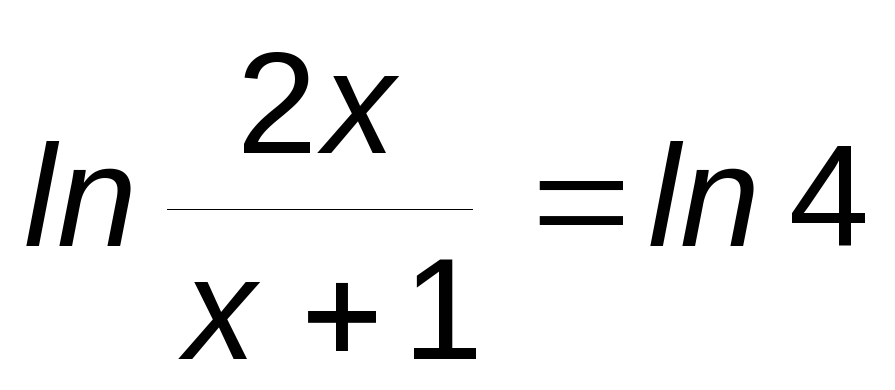 ln 2x / x + 1 = ln 4